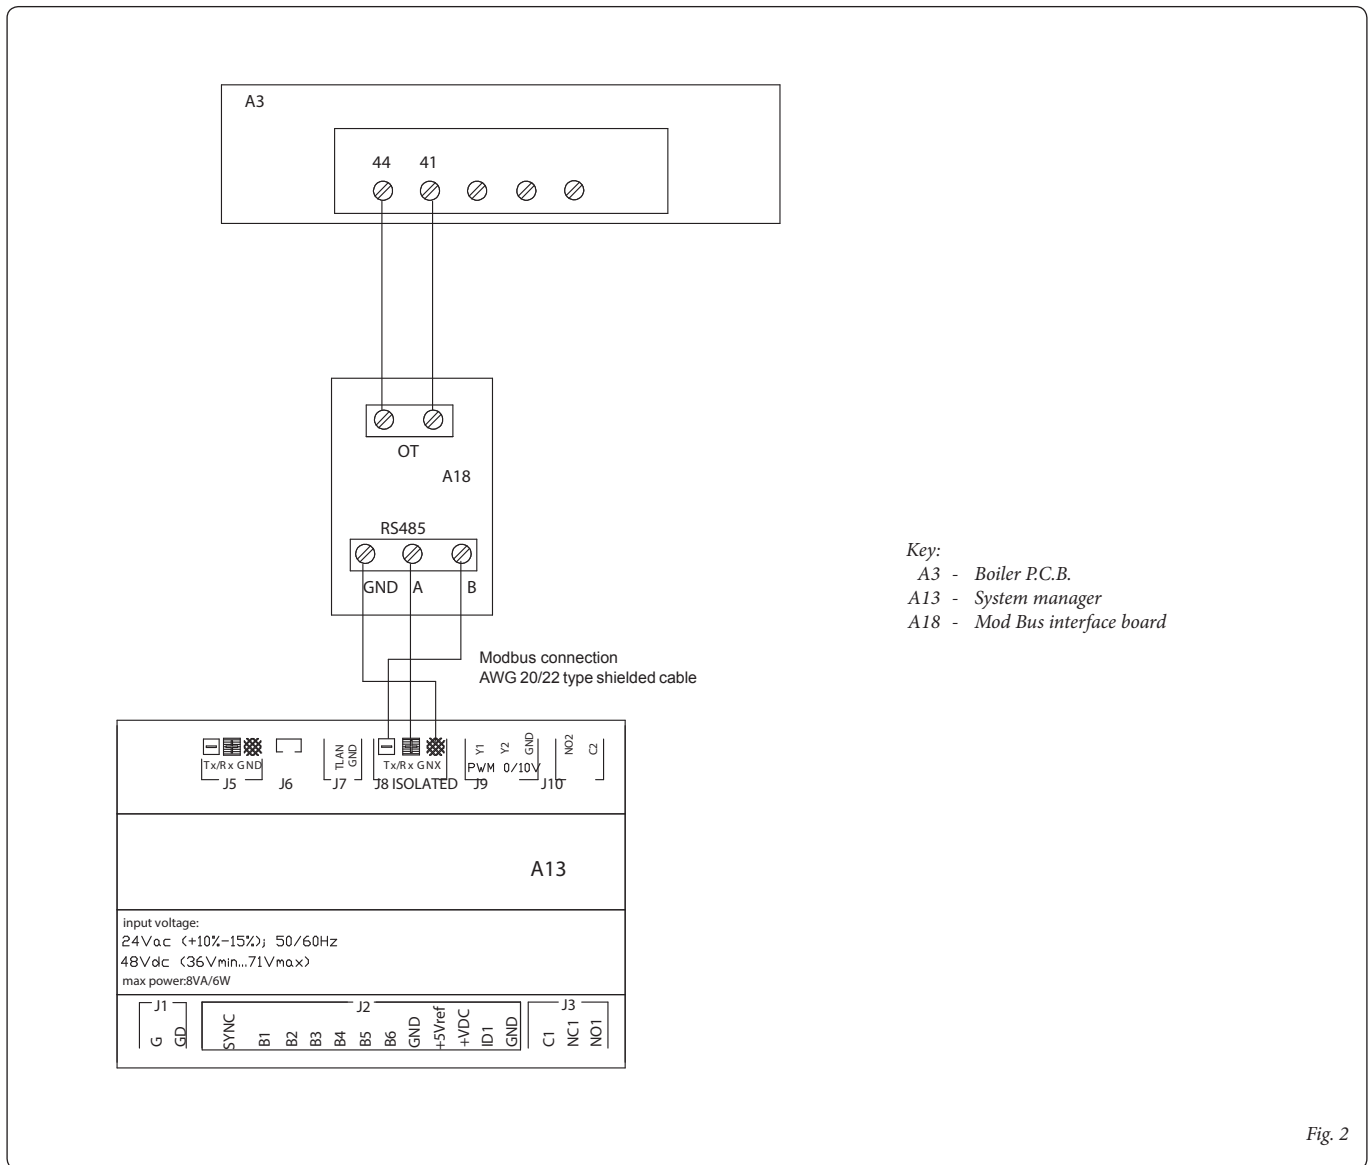 A3
44 41
OT
A18
RS485
GND A B
Modbus connection
AWG 20/22 type shielded cable
Key:
A3 - Boiler P.C.B.
A13 - System manager
A18 - Mod Bus interface board
Tx/Rx GND
J5
J6
TLAN
GND
J7
Tx/Rx GNX
J8 ISOLATED
Y1
Y2
GND
PWM 0/10V
J9
NO2
C2
J10
A13
input voltage:
24Vac (+10%-15%); 50/60Hz
48Vdc (36Vmin...71Vmax)
max power:8VA/6W
J1
G
GD
J2
SYNC
B1
B2
B3
B4
B5
B6
GND
+5Vref
+VDC
ID1
GND
J3
C1
NC1
NO1
Fig. 2